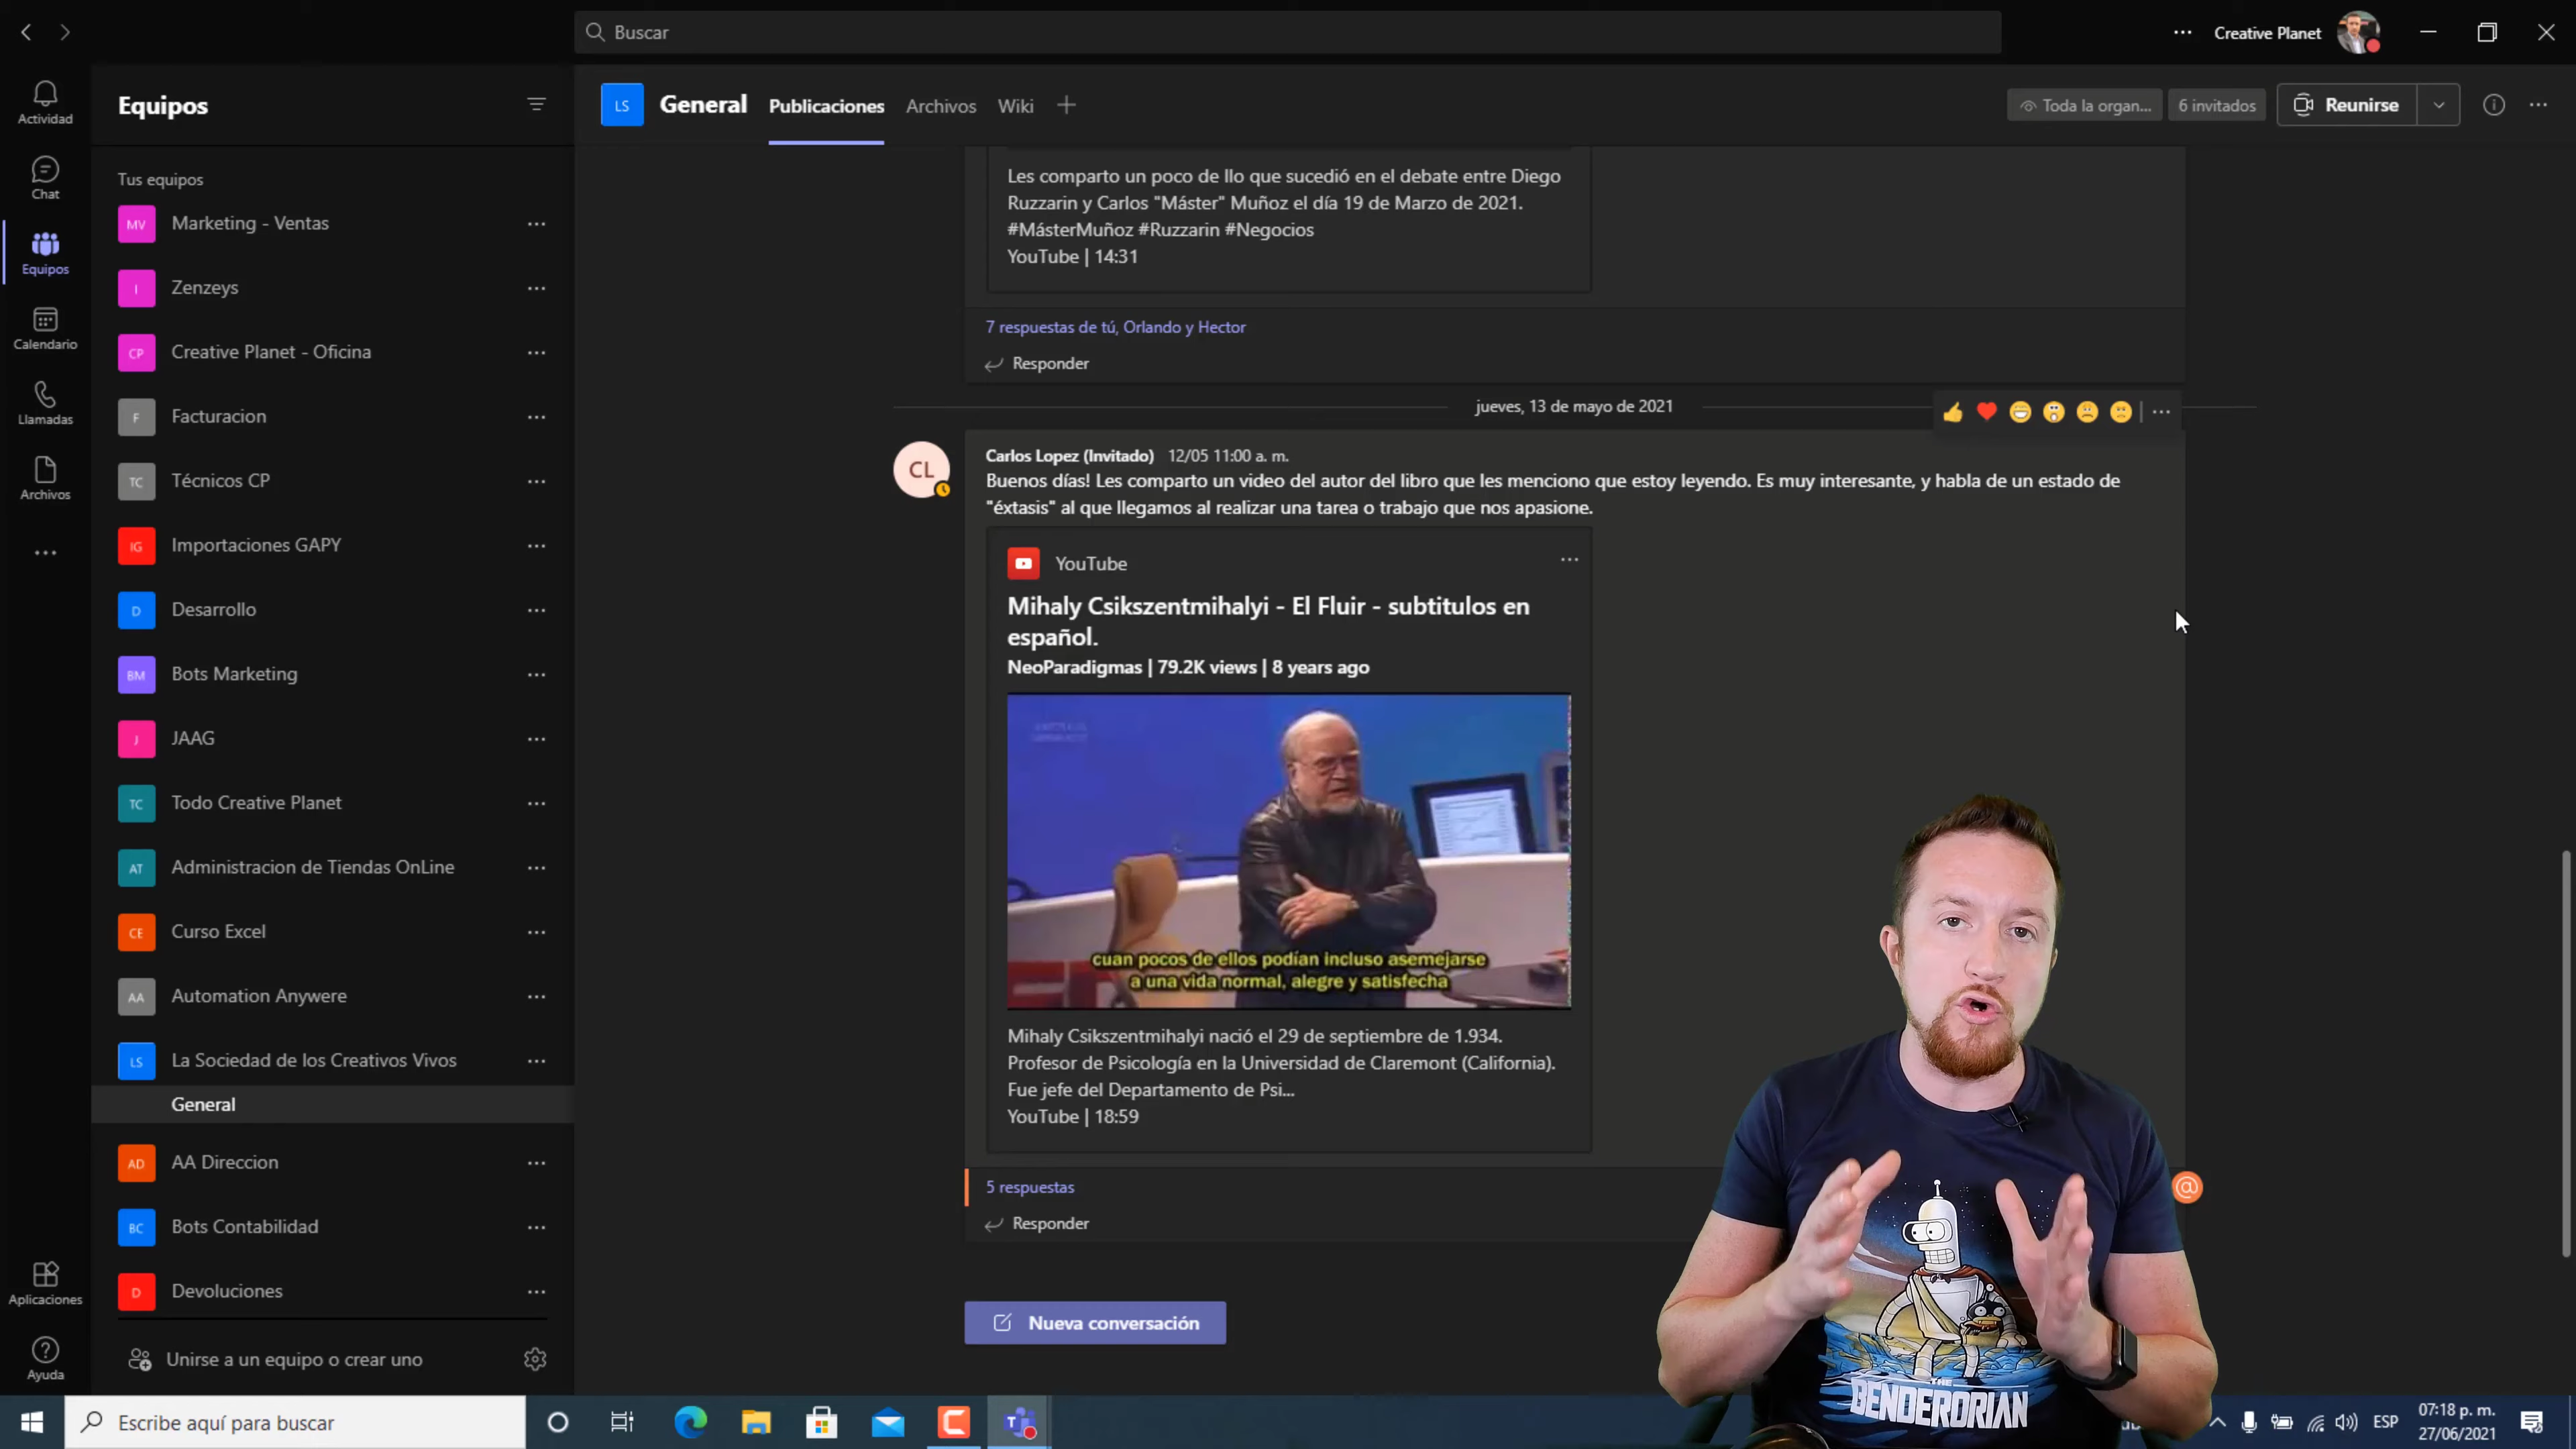 Buscar
Creative Planet
Actividad
Chat
Equipos
Calendario
Llamadas
Archivos
Aplicaciones
Ayuda
Equipos
Tus equipos
MV Marketing - Ventas
I Zenzeys
CP Creative Planet - Oficina
F Facturacion
TC Técnicos CP
IG Importaciones GAPY
D Desarrollo
BM Bots Marketing
J JAAG
TC Todo Creative Planet
AT Administracion de Tiendas OnLine
CE Curso Excel
AA Automation Anywere
LS La Sociedad de los Creativos Vivos
General
AD AA Direccion
BC Bots Contabilidad
D Devoluciones
Unirse a un equipo o crear uno
LS General Publicaciones Archivos Wiki
Toda la organ... 6 invitados Reunirse
Les comparto un poco de llo que sucedió en el debate entre Diego
Ruzzarin y Carlos "Máster" Muñoz el día 19 de Marzo de 2021.
#MásterMuñoz #Ruzzarin #Negocios
YouTube | 14:31
7 respuestas de tú, Orlando y Hector
Responder
jueves, 13 de mayo de 2021
CL
Carlos Lopez (Invitado) 12/05 11:00 a. m.
Buenos días! Les comparto un video del autor del libro que les menciono que estoy leyendo. Es muy interesante, y habla de un estado de
"éxtasis" al que llegamos al realizar una tarea o trabajo que nos apasione.
YouTube
Mihaly Csikszentmihalyi - El Fluir - subtitulos en
español.
NeoParadigmas | 79.2K views | 8 years ago
cuan pocos de ellos podían incluso asemejarse
a una vida normal, alegre y satisfecha
Mihaly Csikszentmihalyi nació el 29 de septiembre de 1.934.
Profesor de Psicología en la Universidad de Claremont (California).
Fue jefe del Departamento de Psi...
YouTube | 18:59
5 respuestas
@
Responder
Nueva conversación
THE
BENDERDRIAN
Escribe aquí para buscar
ESP
07:18 p. m.
27/06/2021